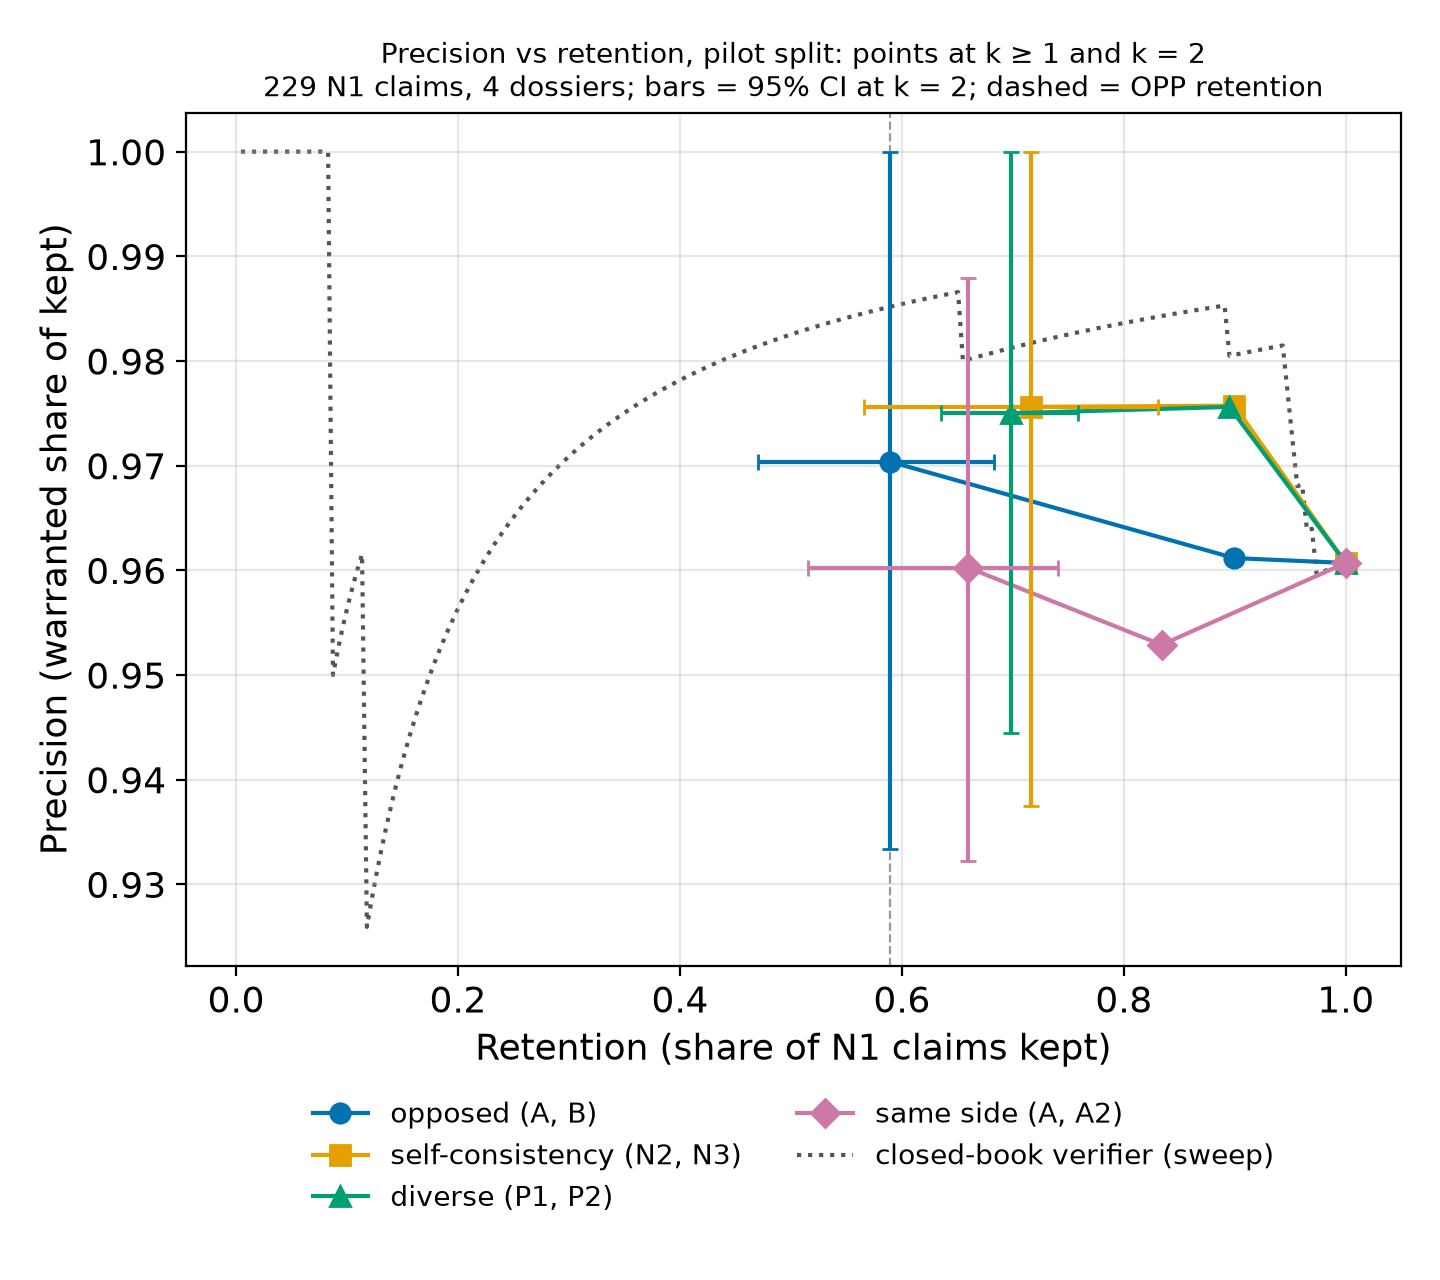 Precision vs retention, pilot split: points at k ≥ 1 and k = 2
229 N1 claims, 4 dossiers; bars = 95% CI at k = 2; dashed = OPP retention
Precision (warranted share of kept)
1.00
0.99
0.98
0.97
0.96
0.95
0.94
0.93
0.0 0.2 0.4 0.6 0.8 1.0
Retention (share of N1 claims kept)
opposed (A, B)
self-consistency (N2, N3)
diverse (P1, P2)
same side (A, A2)
closed-book verifier (sweep)